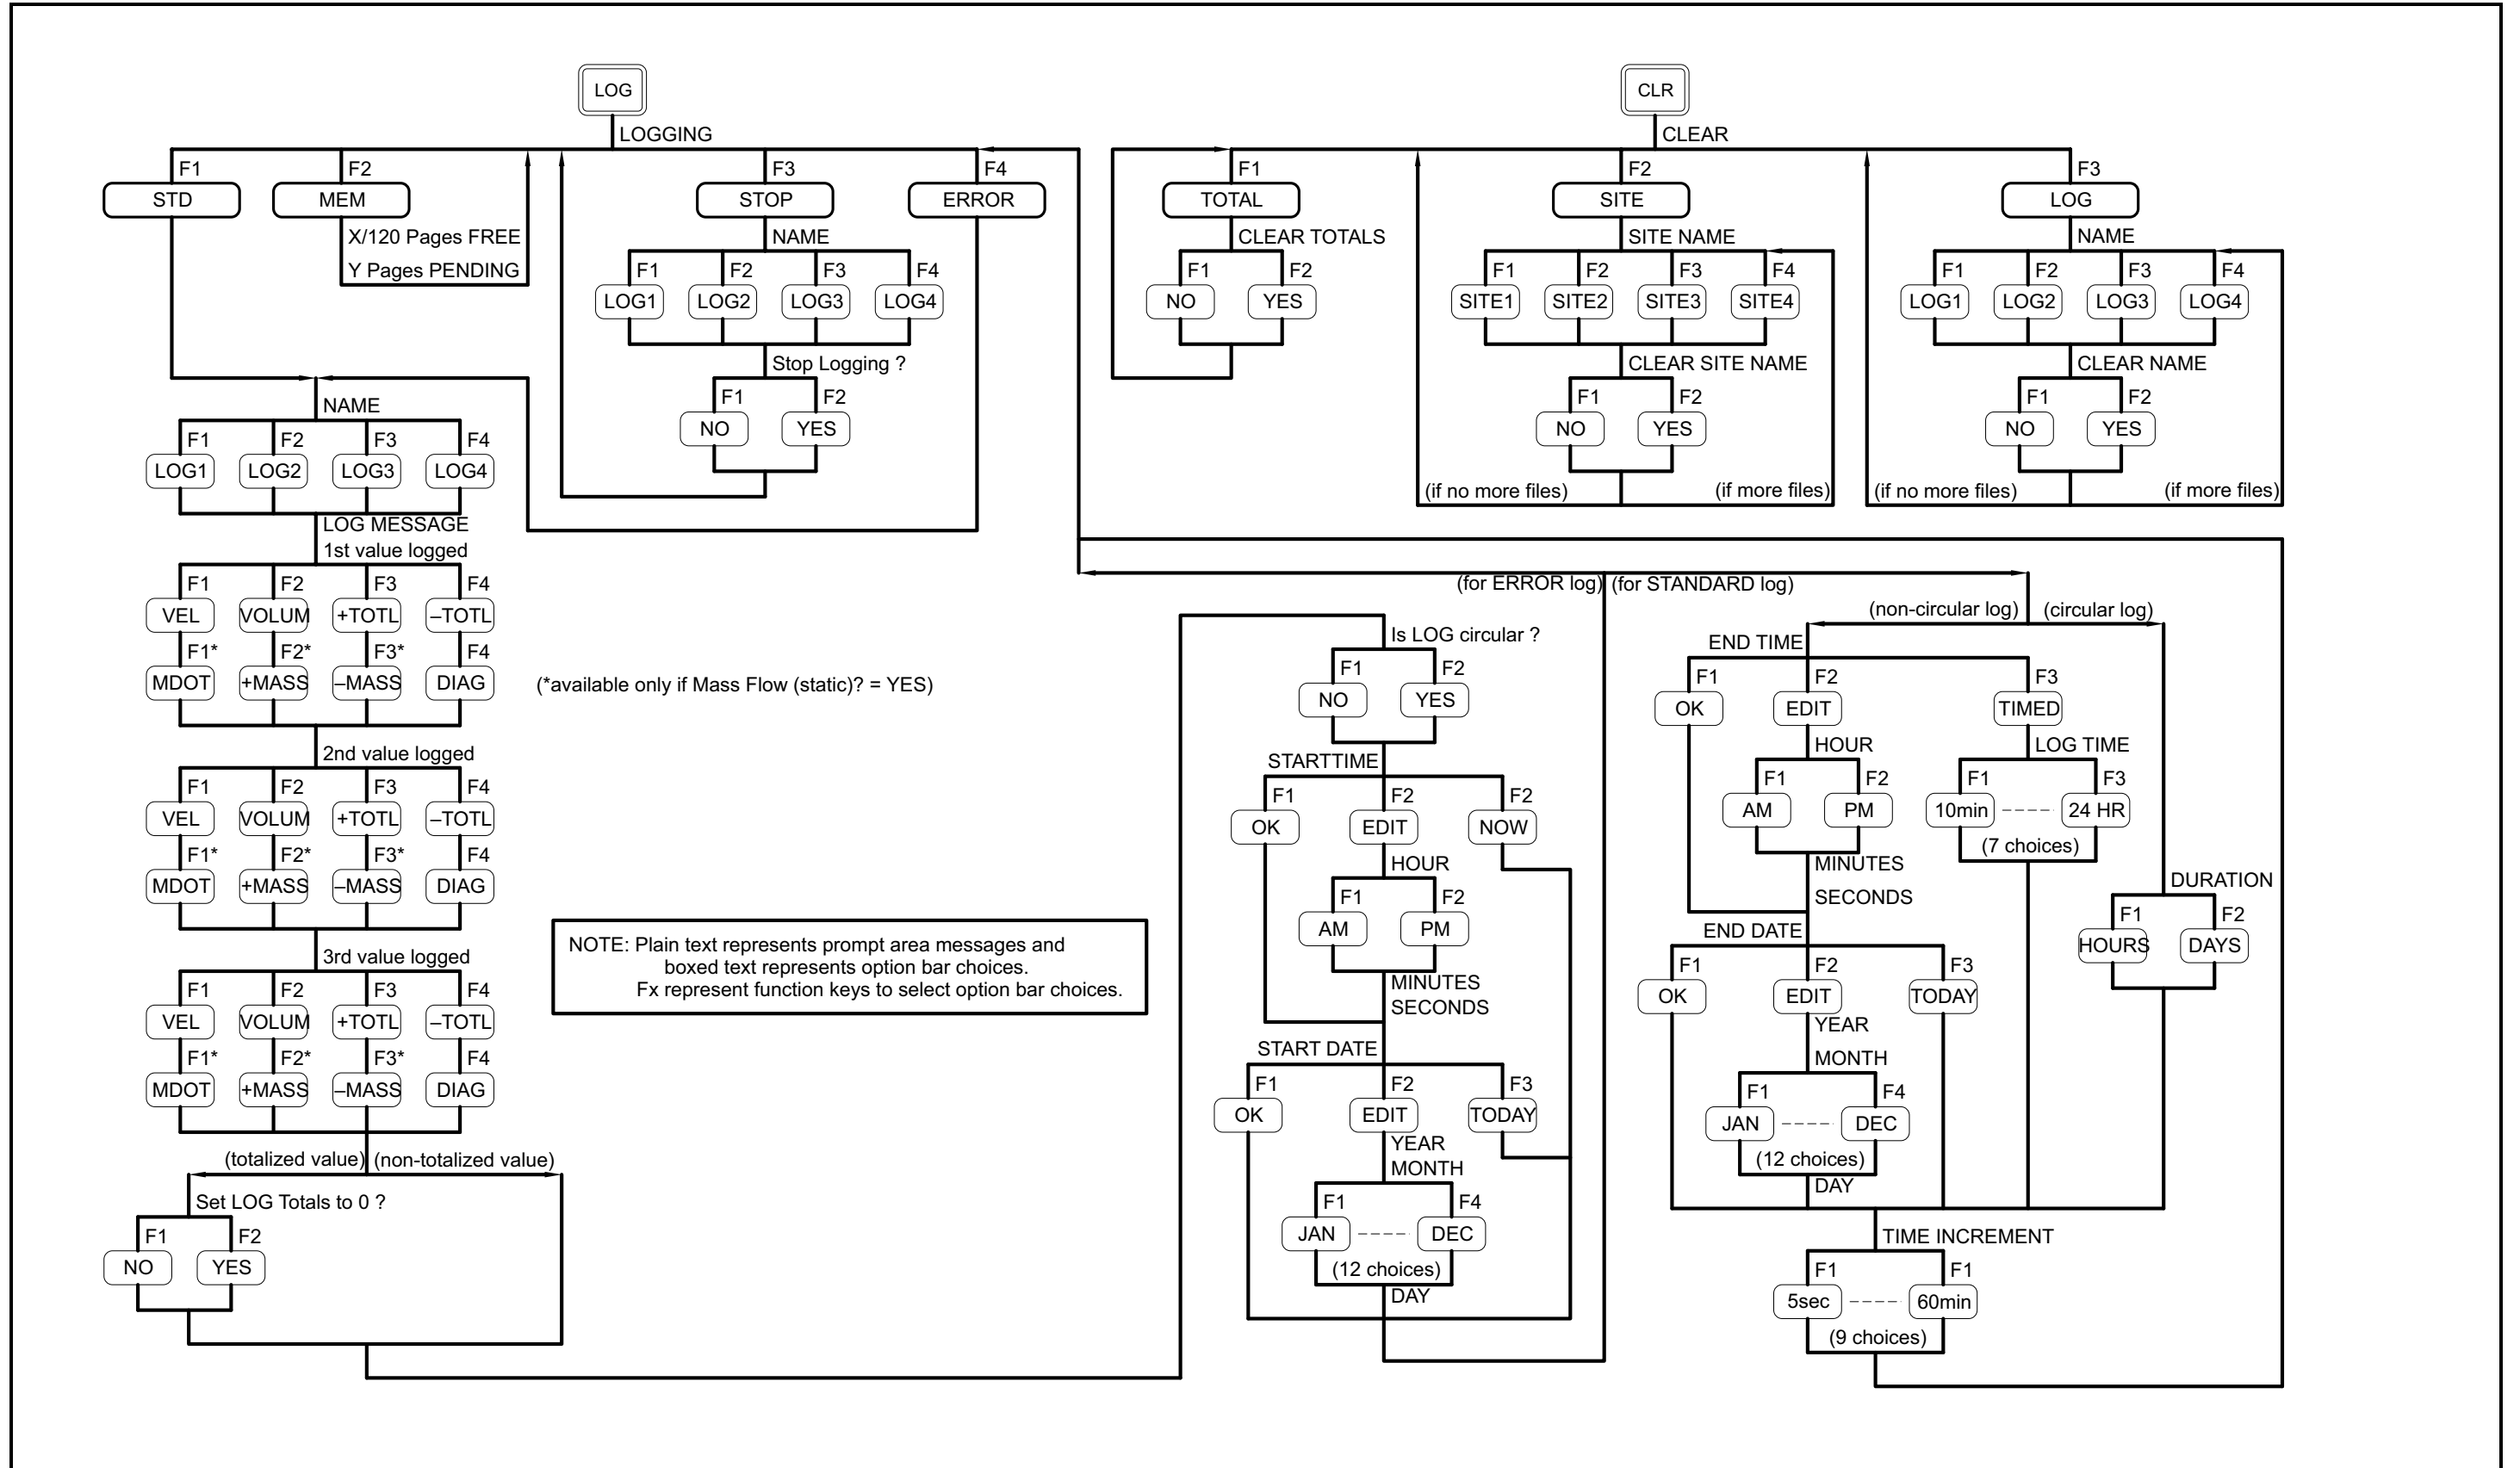 LOG
LOGGING
F1 F2 F3 F4
STD MEM STOP ERROR
X/120 Pages FREE
Y Pages PENDING
NAME
F1 F2 F3 F4
LOG1 LOG2 LOG3 LOG4
Stop Logging ?
F1 F2
NO YES
NAME
F1 F2 F3 F4
LOG1 LOG2 LOG3 LOG4
LOG MESSAGE
1st value logged
F1 F2 F3 F4
VEL VOLUM +TOTL –TOTL
F1* F2* F3* F4
MDOT +MASS –MASS DIAG
(*available only if Mass Flow (static)? = YES)
2nd value logged
F1 F2 F3 F4
VEL VOLUM +TOTL –TOTL
F1* F2* F3* F4
MDOT +MASS –MASS DIAG
3rd value logged
F1 F2 F3 F4
VEL VOLUM +TOTL –TOTL
F1* F2* F3* F4
MDOT +MASS –MASS DIAG
(totalized value) (non-totalized value)
Set LOG Totals to 0 ?
F1 F2
NO YES
NOTE: Plain text represents prompt area messages and
boxed text represents option bar choices.
Fx represent function keys to select option bar choices.
CLR
CLEAR
F1 F2 F3
TOTAL SITE LOG
CLEAR TOTALS
F1 F2
NO YES
SITE NAME
F1 F2 F3 F4
SITE1 SITE2 SITE3 SITE4
CLEAR SITE NAME
F1 F2
NO YES
(if no more files) (if more files)
NAME
F1 F2 F3 F4
LOG1 LOG2 LOG3 LOG4
CLEAR NAME
F1 F2
NO YES
(if no more files) (if more files)
(for ERROR log) (for STANDARD log)
Is LOG circular ?
F1 F2
NO YES
STARTTIME
F1 F2 F2
OK EDIT NOW
HOUR
F1 F2
AM PM
MINUTES
SECONDS
START DATE
F1 F2 F3
OK EDIT TODAY
YEAR
MONTH
F1 F4
JAN DEC
(12 choices)
DAY
(non-circular log) (circular log)
END TIME
F1 F2 F3
OK EDIT TIMED
HOUR
F1 F2
AM PM
MINUTES
SECONDS
LOG TIME
F1 F3
10min 24 HR
(7 choices)
DURATION
F1 F2
HOURS DAYS
END DATE
F1 F2 F3
OK EDIT TODAY
YEAR
MONTH
F1 F4
JAN DEC
(12 choices)
DAY
TIME INCREMENT
F1 F1
5sec 60min
(9 choices)